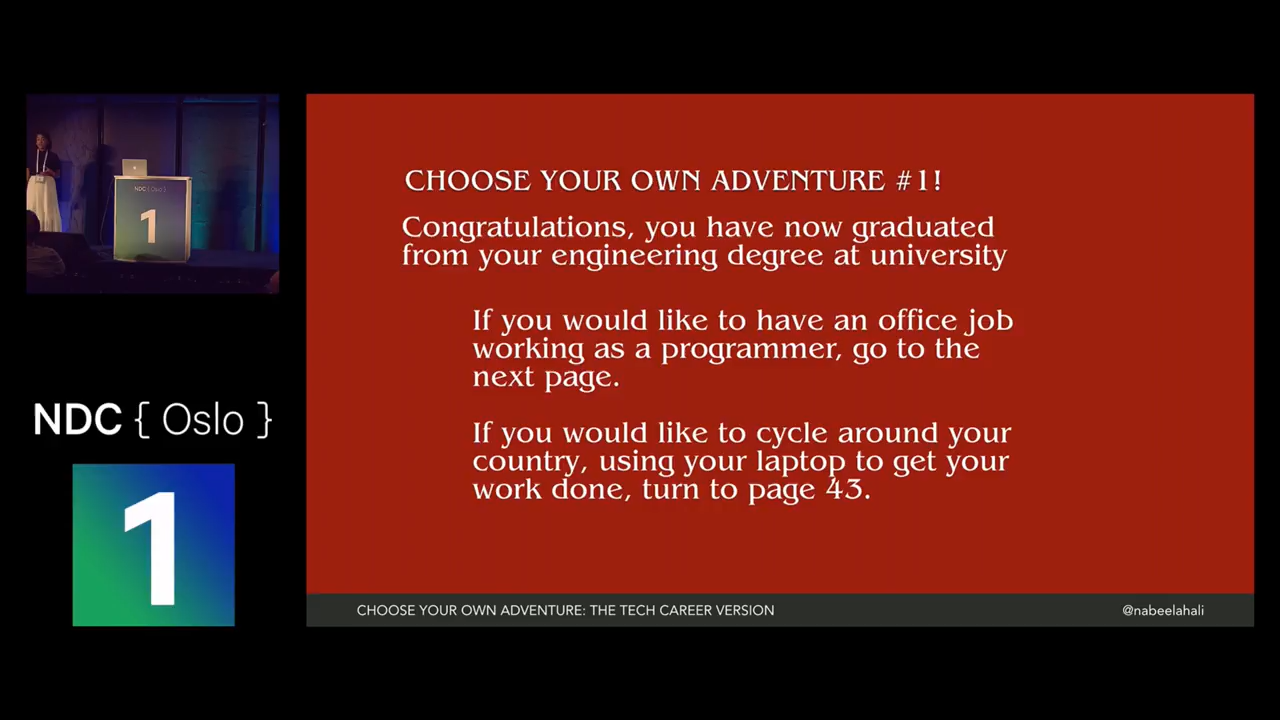 NDC { Oslo }
1
NDC { Oslo }
1
CHOOSE YOUR OWN ADVENTURE #1!
Congratulations, you have now graduated
from your engineering degree at university
If you would like to have an office job
working as a programmer, go to the
next page.
If you would like to cycle around your
country, using your laptop to get your
work done, turn to page 43.
CHOOSE YOUR OWN ADVENTURE: THE TECH CAREER VERSION
@nabeelahali